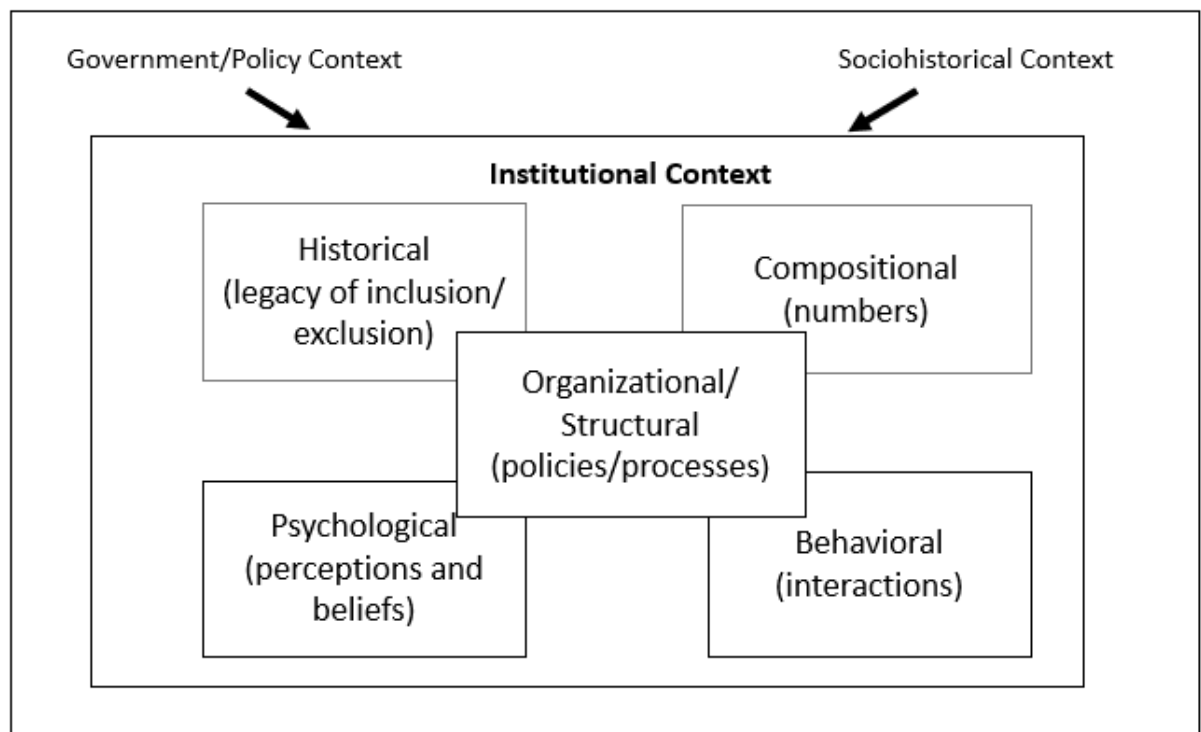 Government/Policy Context
Sociohistorical Context
Institutional Context
Historical
(legacy of inclusion/
exclusion)
Compositional
(numbers)
Organizational/
Structural
(policies/processes)
Psychological
(perceptions and
beliefs)
Behavioral
(interactions)